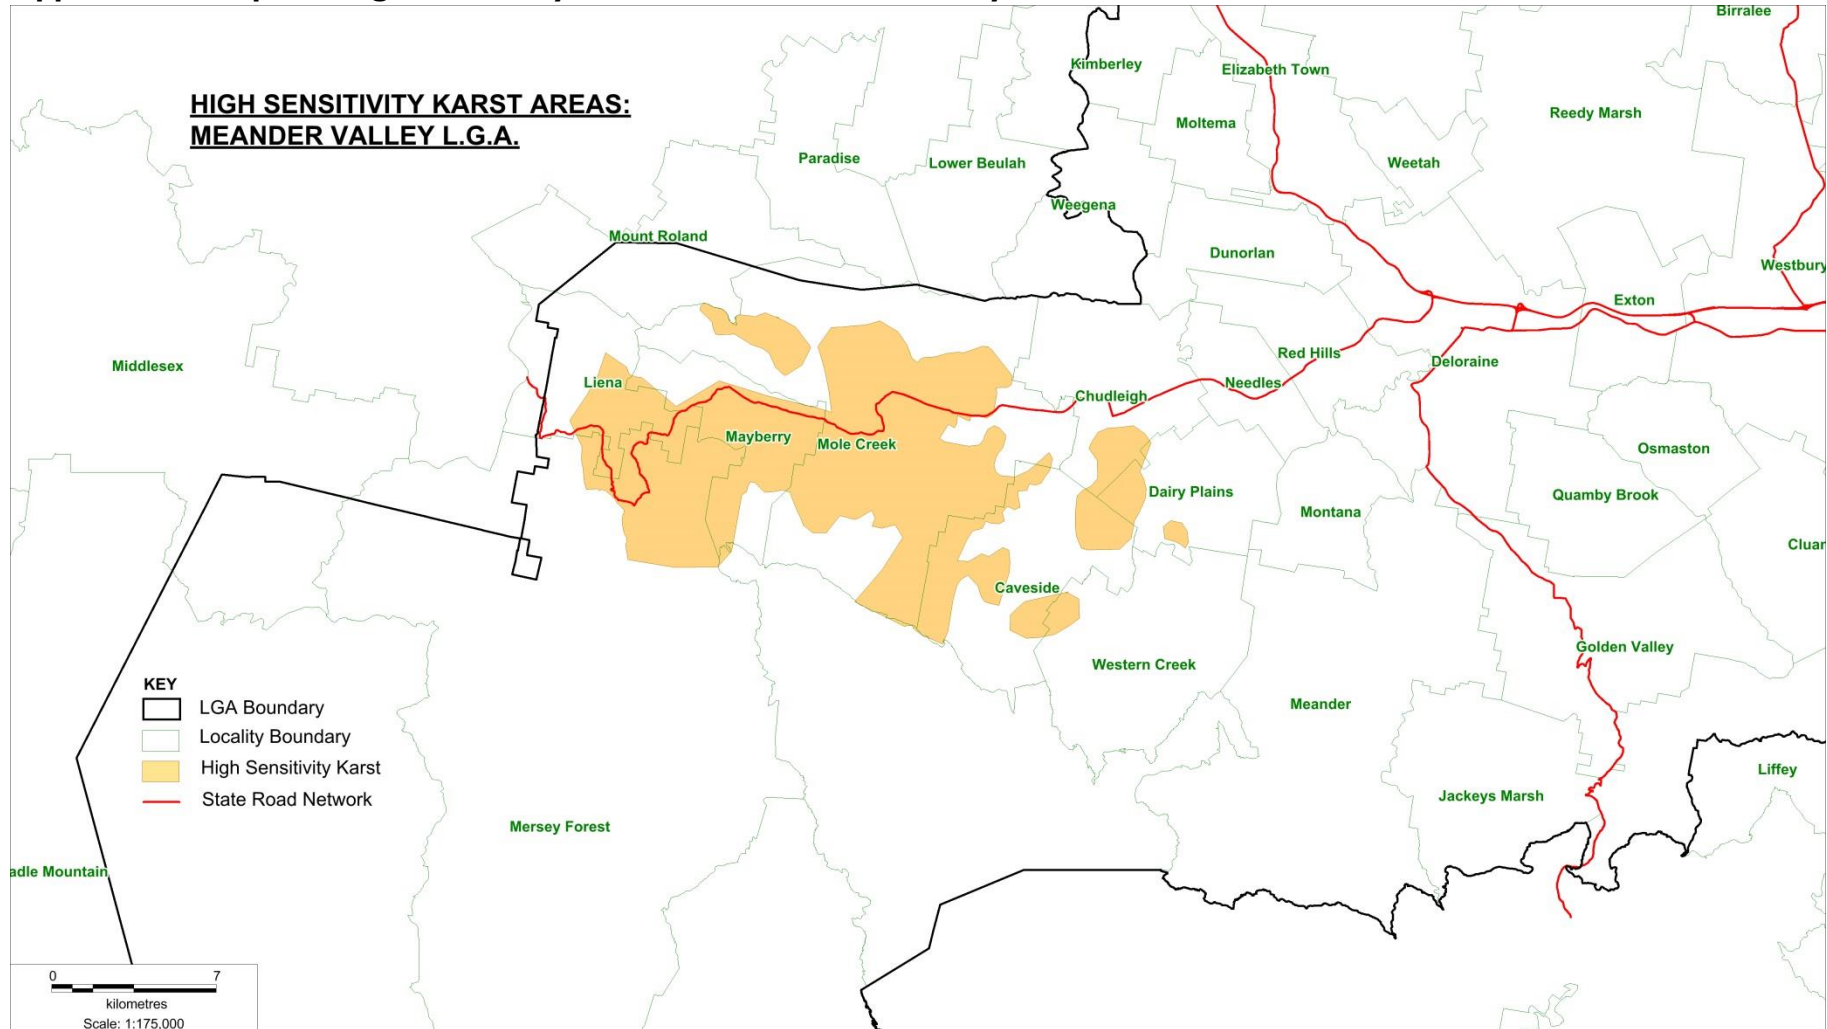 Birralee
Kimberley
Elizabeth Town
HIGH SENSITIVITY KARST AREAS:
MEANDER VALLEY L.G.A.
Moltema
Reedy Marsh
Paradise
Lower Beulah
Weetah
Weegena
Mount Roland
Dunorlan
Westbury
Exton
Middlesex
Red Hills
Deloraine
Liena
Needles
Chudleigh
Mayberry
Mole Creek
Osmaston
Dairy Plains
Quamby Brook
Montana
Cluar
Caveside
Golden Valley
Western Creek
KEY
LGA Boundary
Meander
Locality Boundary
High Sensitivity Karst
Liffey
State Road Network
Jackeys Marsh
Mersey Forest
adle Mountain
0 7
kilometres
Scale: 1:175,000